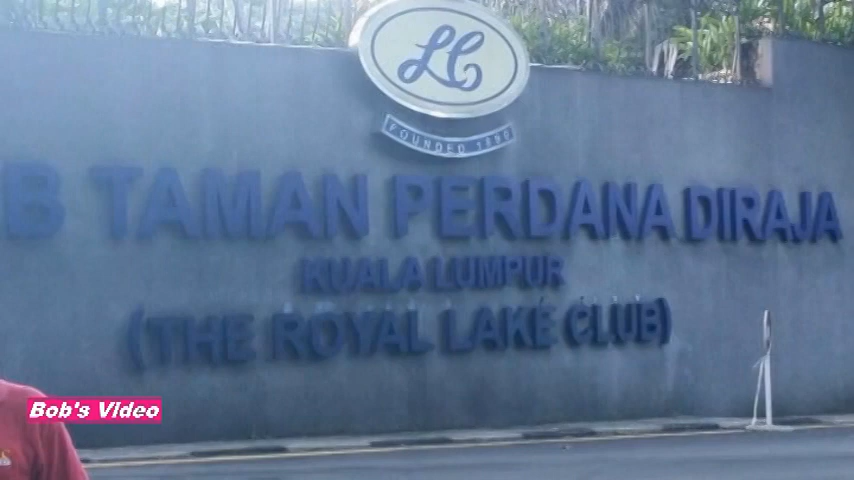 LC
FOUNDED 1890
B TAMAN PERDANA DIRAJA
KUALA LUMPUR
(THE ROYAL LAKE CLUB)
Bob's Video